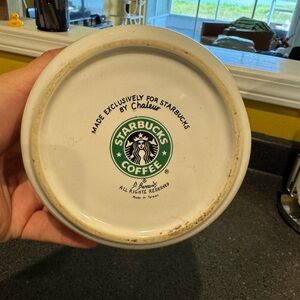 MADE EXCLUSIVELY FOR STARBUCKS
BY Chaleur
STARBUCKS
COFFEE
®
©
ALL RIGHTS RESERVED
Made in Taiwan